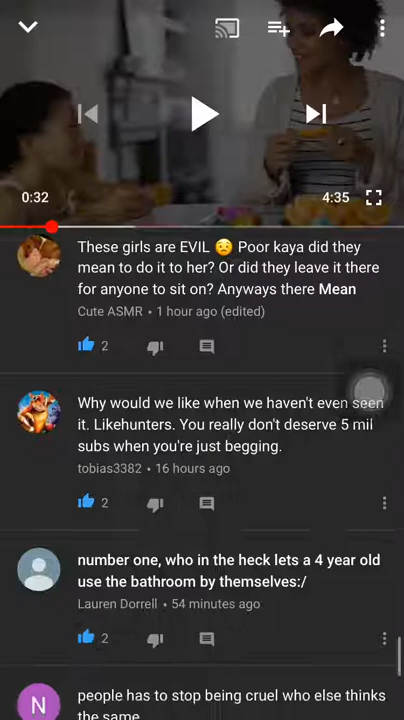 0:32
4:35
These girls are EVIL 😟 Poor kaya did they
mean to do it to her? Or did they leave it there
for anyone to sit on? Anyways there Mean
Cute ASMR • 1 hour ago (edited)
2
Why would we like when we haven't even seen
it. Likehunters. You really don't deserve 5 mil
subs when you're just begging.
tobias3382 • 16 hours ago
2
number one, who in the heck lets a 4 year old
use the bathroom by themselves:/
Lauren Dorrell • 54 minutes ago
2
N
people has to stop being cruel who else thinks
the same